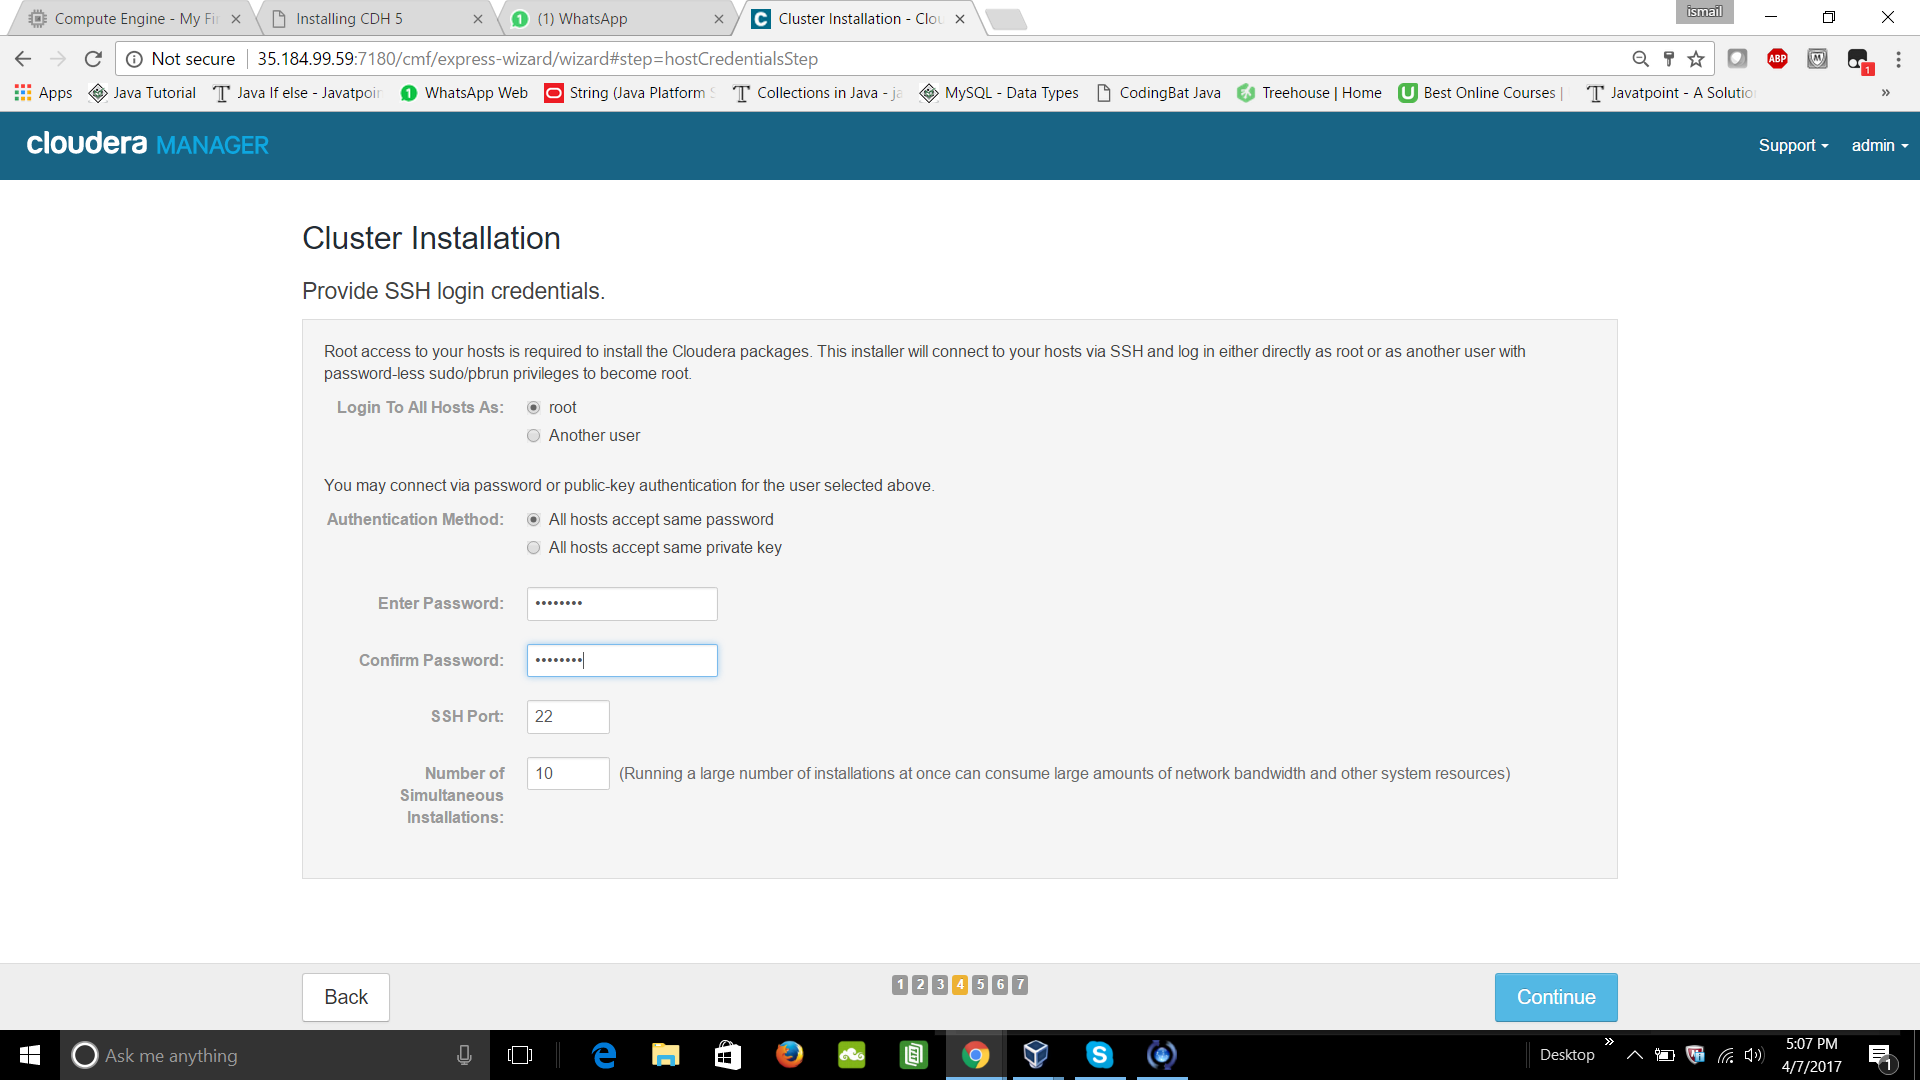 Compute Engine - My Fi
Installing CDH 5
(1) WhatsApp
Cluster Installation - Clou
ismail
Not secure
35.184.99.59:7180/cmf/express-wizard/wizard#step=hostCredentialsStep
ABP
1
Apps
Java Tutorial
Java If else - Javatpoin
WhatsApp Web
String (Java Platform S
Collections in Java - ja
MySQL - Data Types
CodingBat Java
Treehouse | Home
Best Online Courses |
Javatpoint - A Solutio
»
cloudera MANAGER
Support
admin
Cluster Installation
Provide SSH login credentials.
Root access to your hosts is required to install the Cloudera packages. This installer will connect to your hosts via SSH and log in either directly as root or as another user with
password-less sudo/pbrun privileges to become root.
Login To All Hosts As:
root
Another user
You may connect via password or public-key authentication for the user selected above.
Authentication Method:
All hosts accept same password
All hosts accept same private key
Enter Password:
••••••••
Confirm Password:
••••••••
SSH Port:
22
Number of
Simultaneous
Installations:
10
(Running a large number of installations at once can consume large amounts of network bandwidth and other system resources)
Back
1 2 3 4 5 6 7
Continue
Ask me anything
Desktop
»
5:07 PM
4/7/2017
1